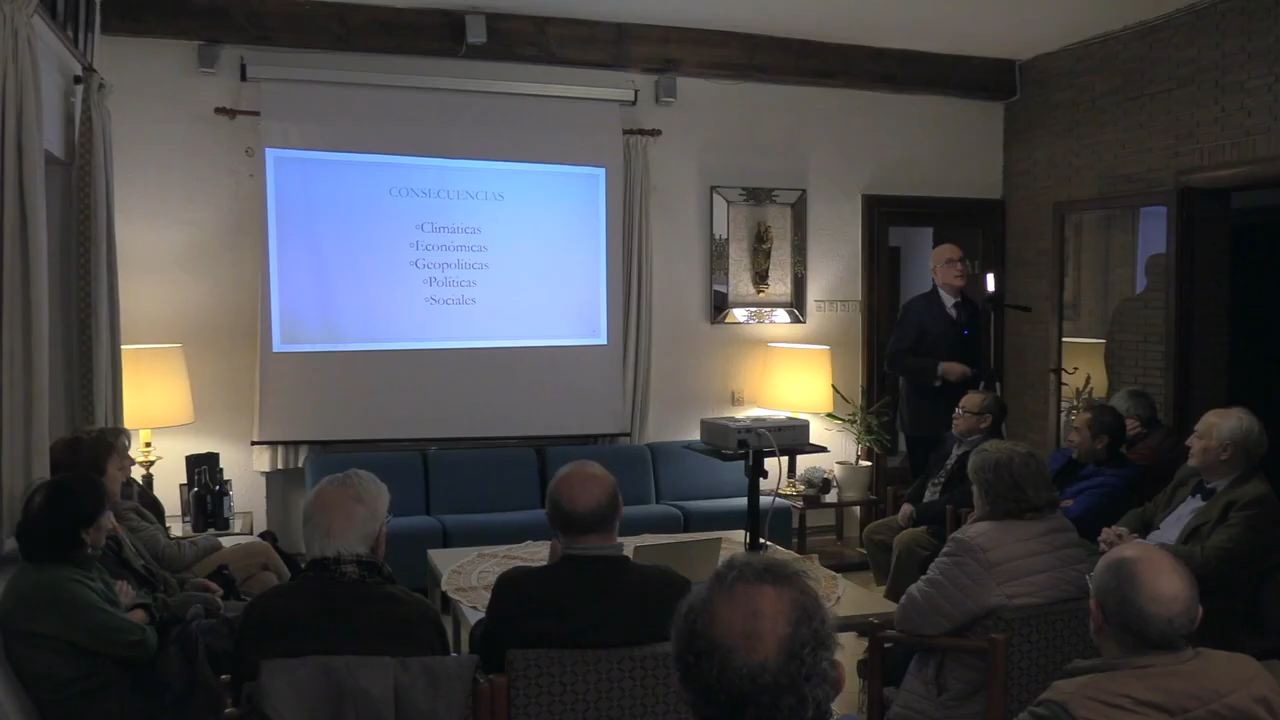 CONSECUENCIAS
°Climáticas
°Económicas
°Geopolíticas
°Políticas
°Sociales